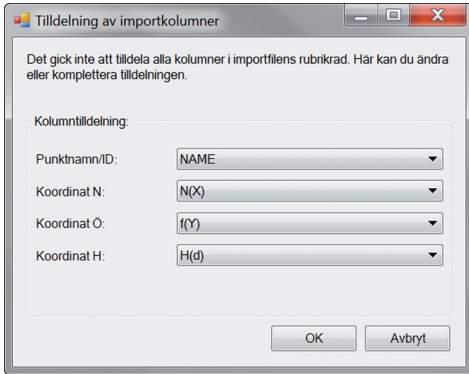 Tilldelning av importkolumner
Det gick inte att tilldela alla kolumner i importfilens rubrikrad. Här kan du ändra
eller komplettera tilldelningen.
Kolumntilldelning:
Punktnamn/ID: NAME
Koordinat N: N(X)
Koordinat Ö: f(Y)
Koordinat H: H(d)
OK Avbryt